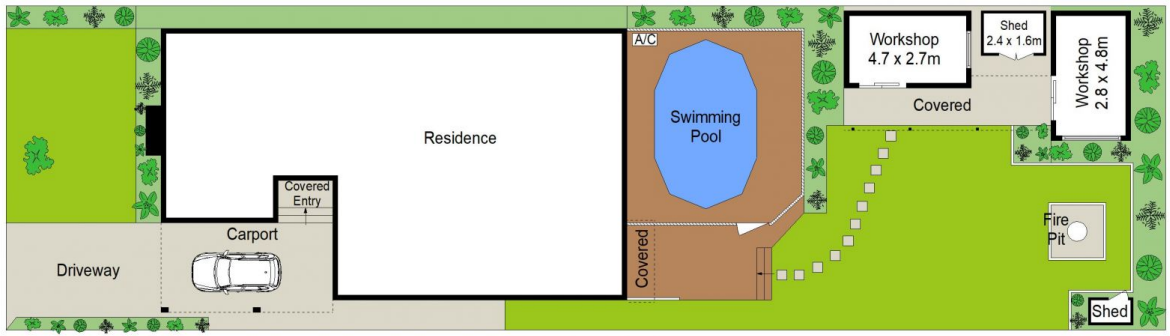 A/C
Workshop
4.7 x 2.7m
Shed
2.4 x 1.6m
Workshop
2.8 x 4.8m
Covered
Swimming
Pool
Residence
Covered
Entry
Carport
Driveway
Covered
Fire
Pit
Shed